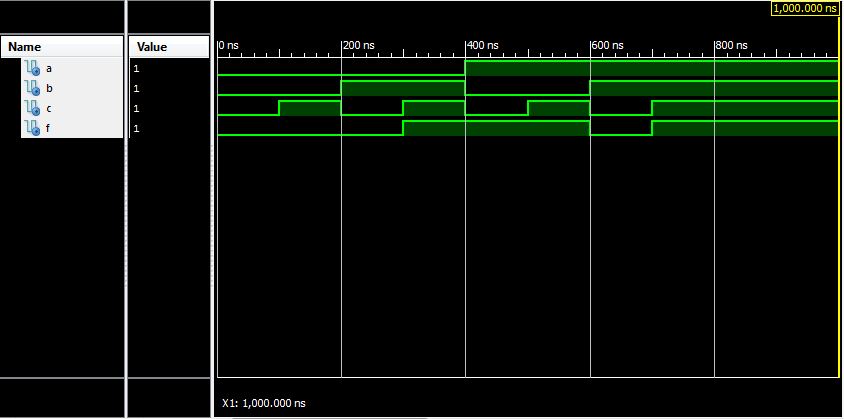 1,000.000 ns
Name Value 0 ns 200 ns 400 ns 600 ns 800 ns
a 1
b 1
c 1
f 1
X1: 1,000.000 ns